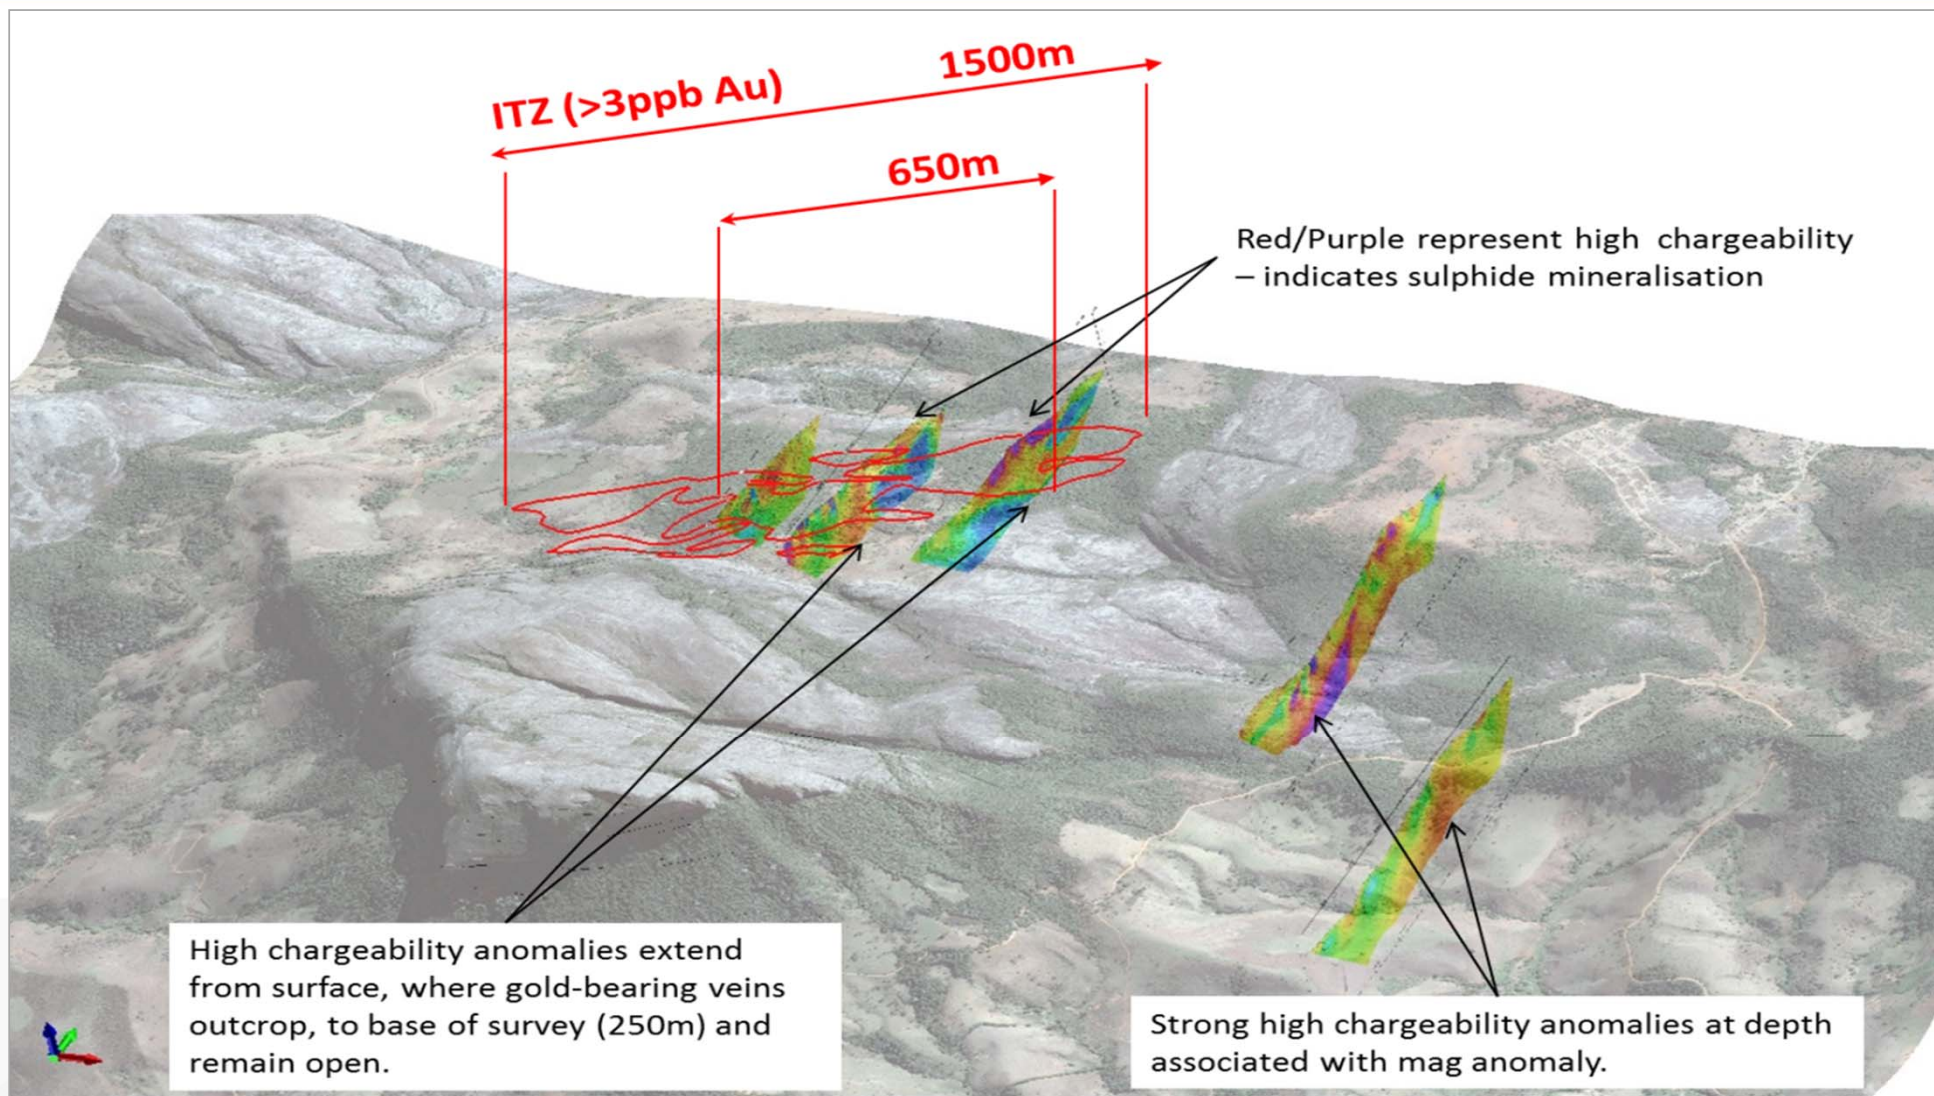 1500m
ITZ (>3ppb Au)
650m
Red/Purple represent high chargeability
– indicates sulphide mineralisation
High chargeability anomalies extend
from surface, where gold-bearing veins
outcrop, to base of survey (250m) and
remain open.
Strong high chargeability anomalies at depth
associated with mag anomaly.